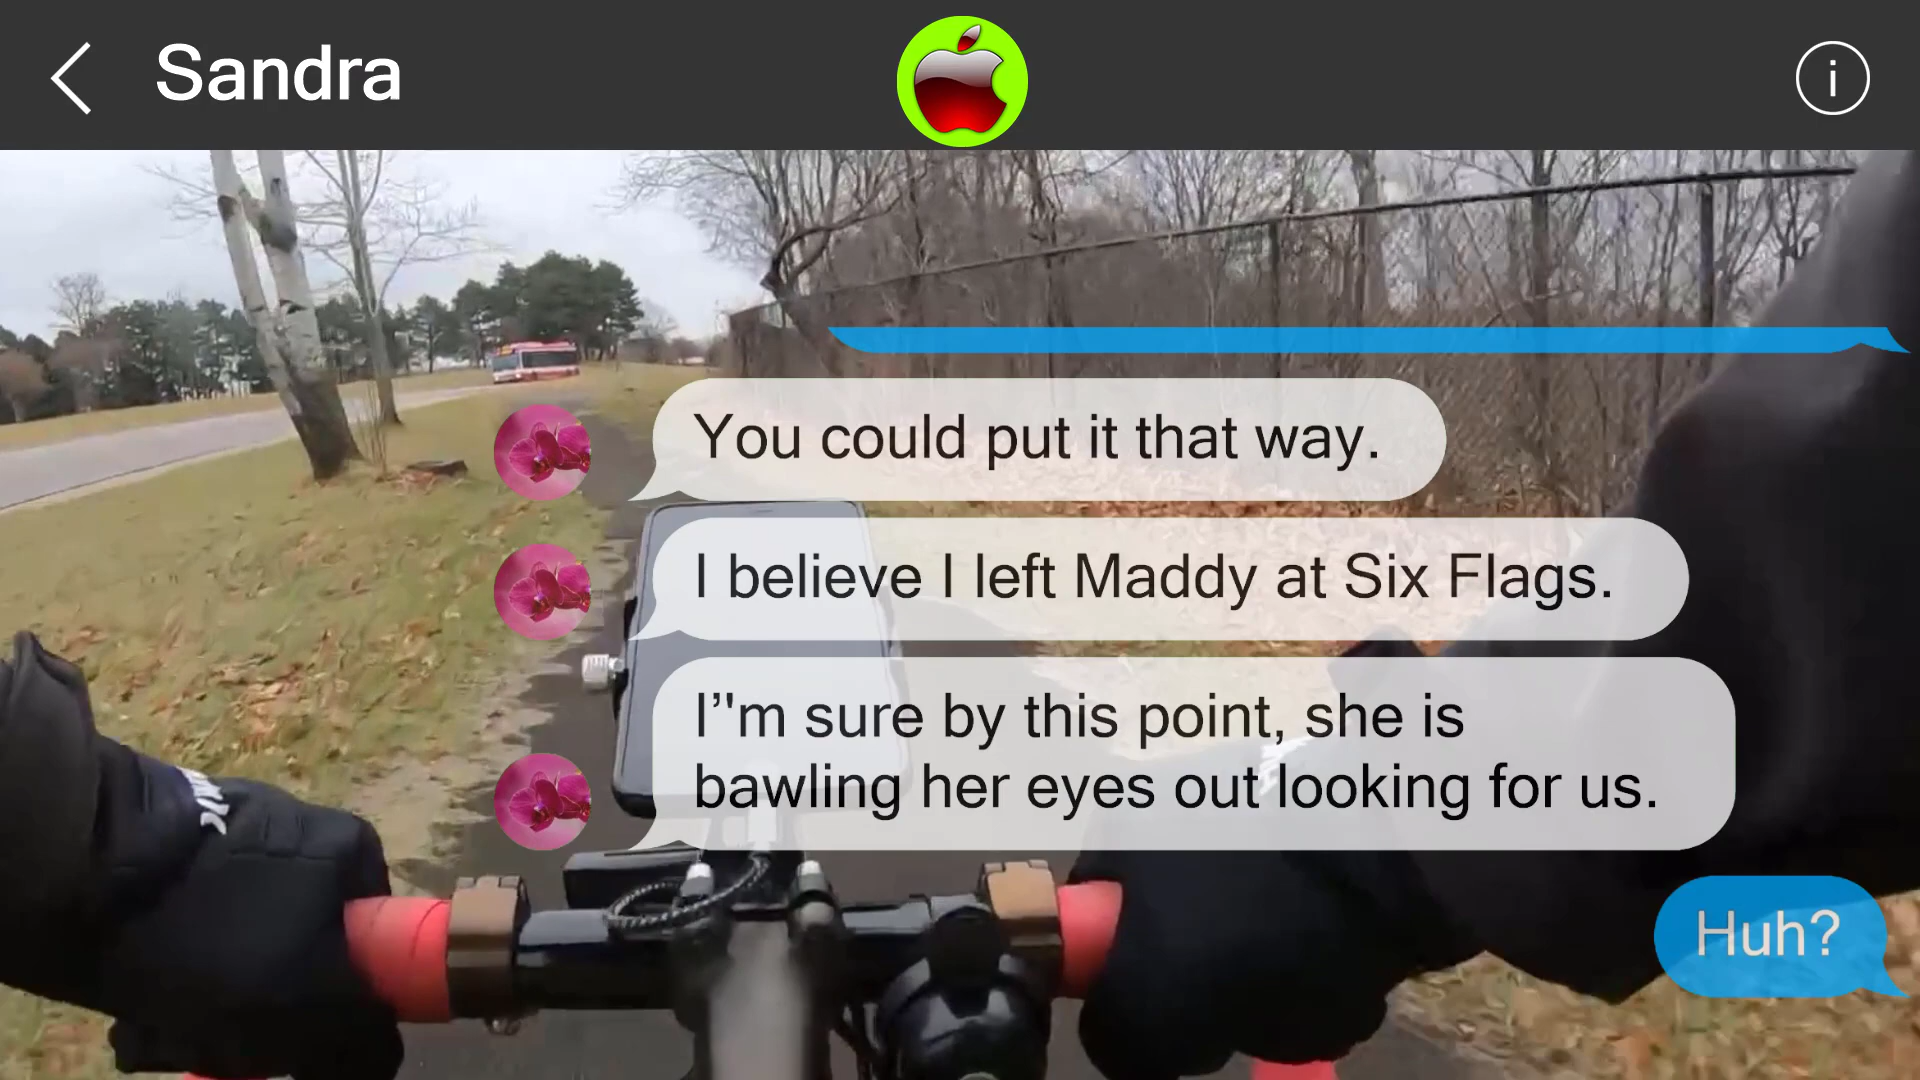 Sandra
i
You could put it that way.
I believe I left Maddy at Six Flags.
I’"m sure by this point, she is
bawling her eyes out looking for us.
Huh?